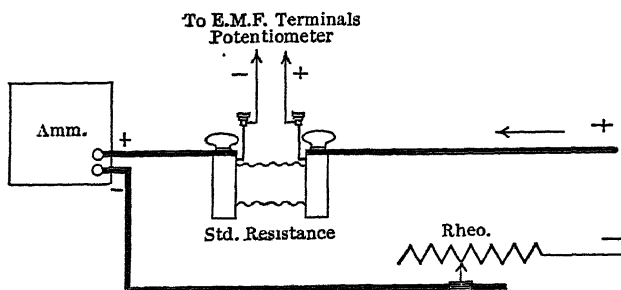 To E.M.F. Terminals
Potentiometer
− +
Amm.
+
−
+
Std. Resistance
Rheo.
−